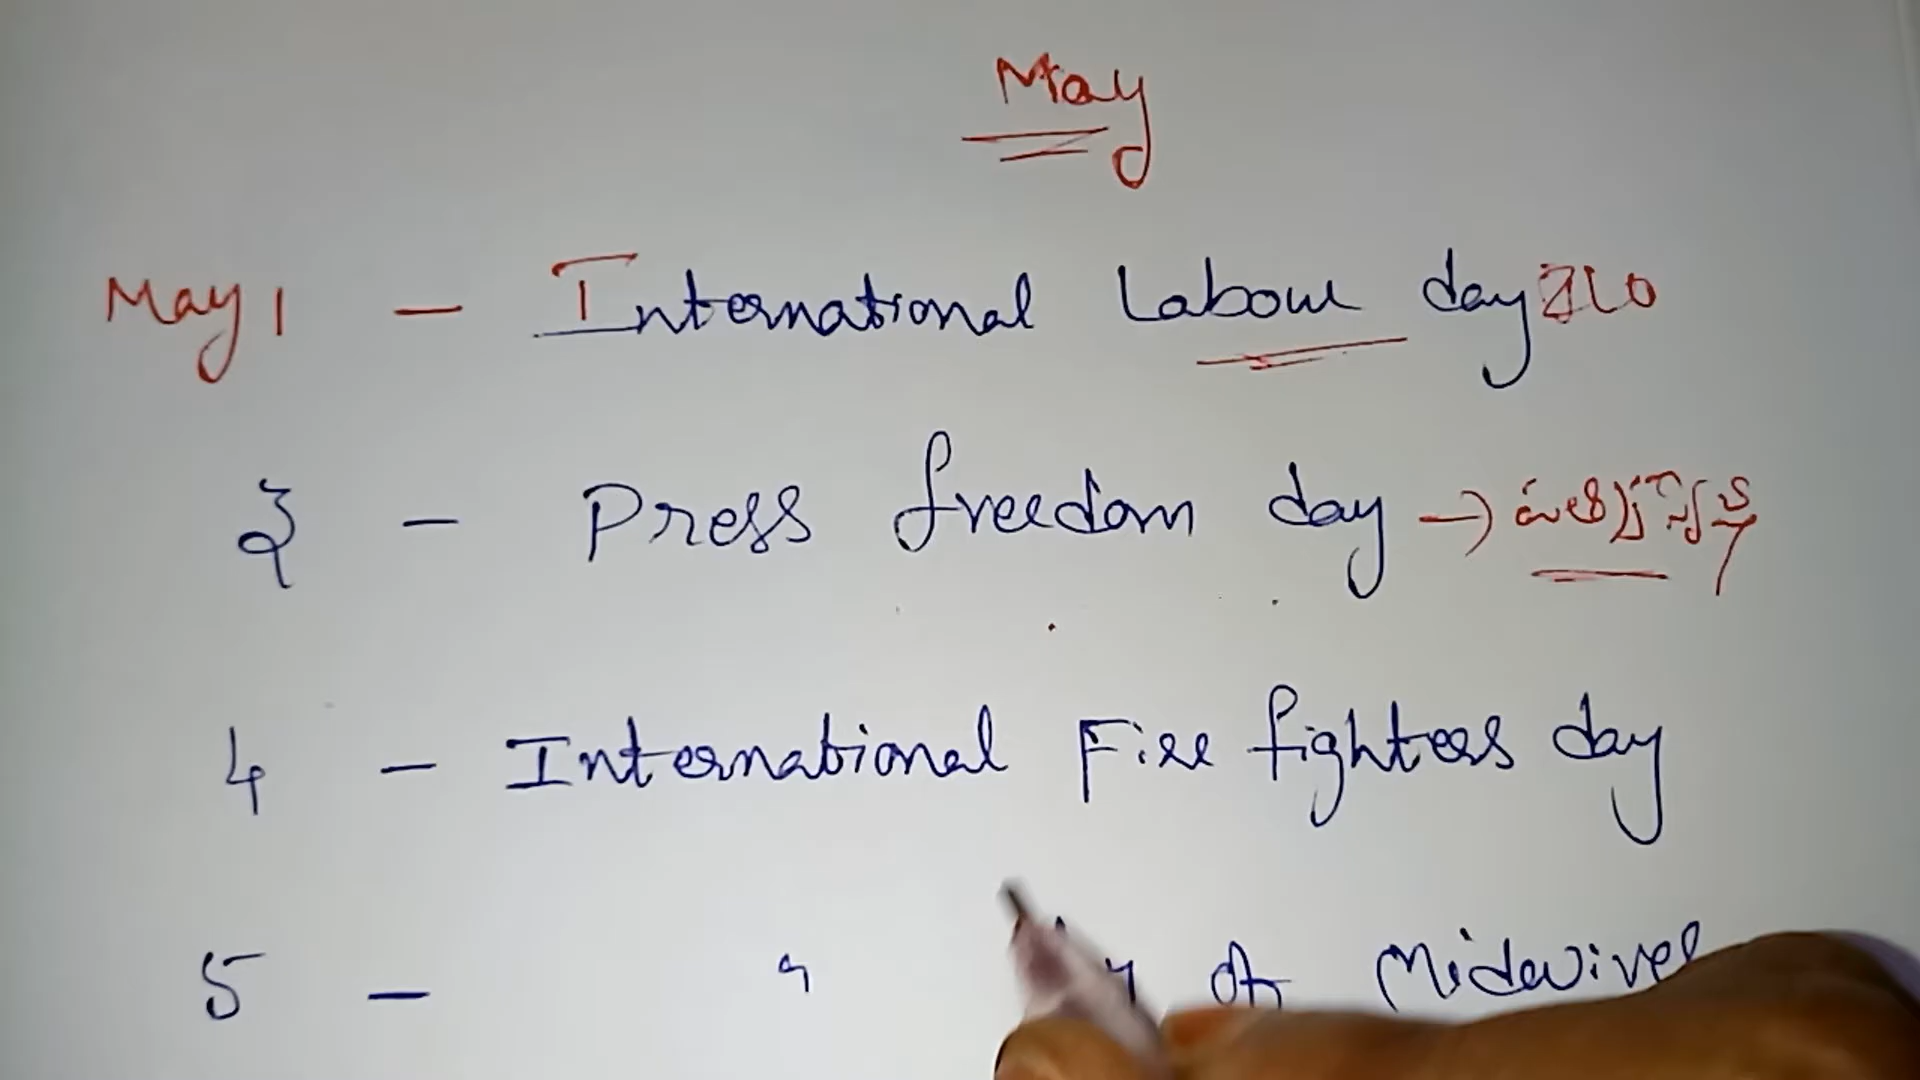 May
May 1 - International Labour day
3 - Press freedom day →
4 - International Fire fighters day
5 - " of Midwives